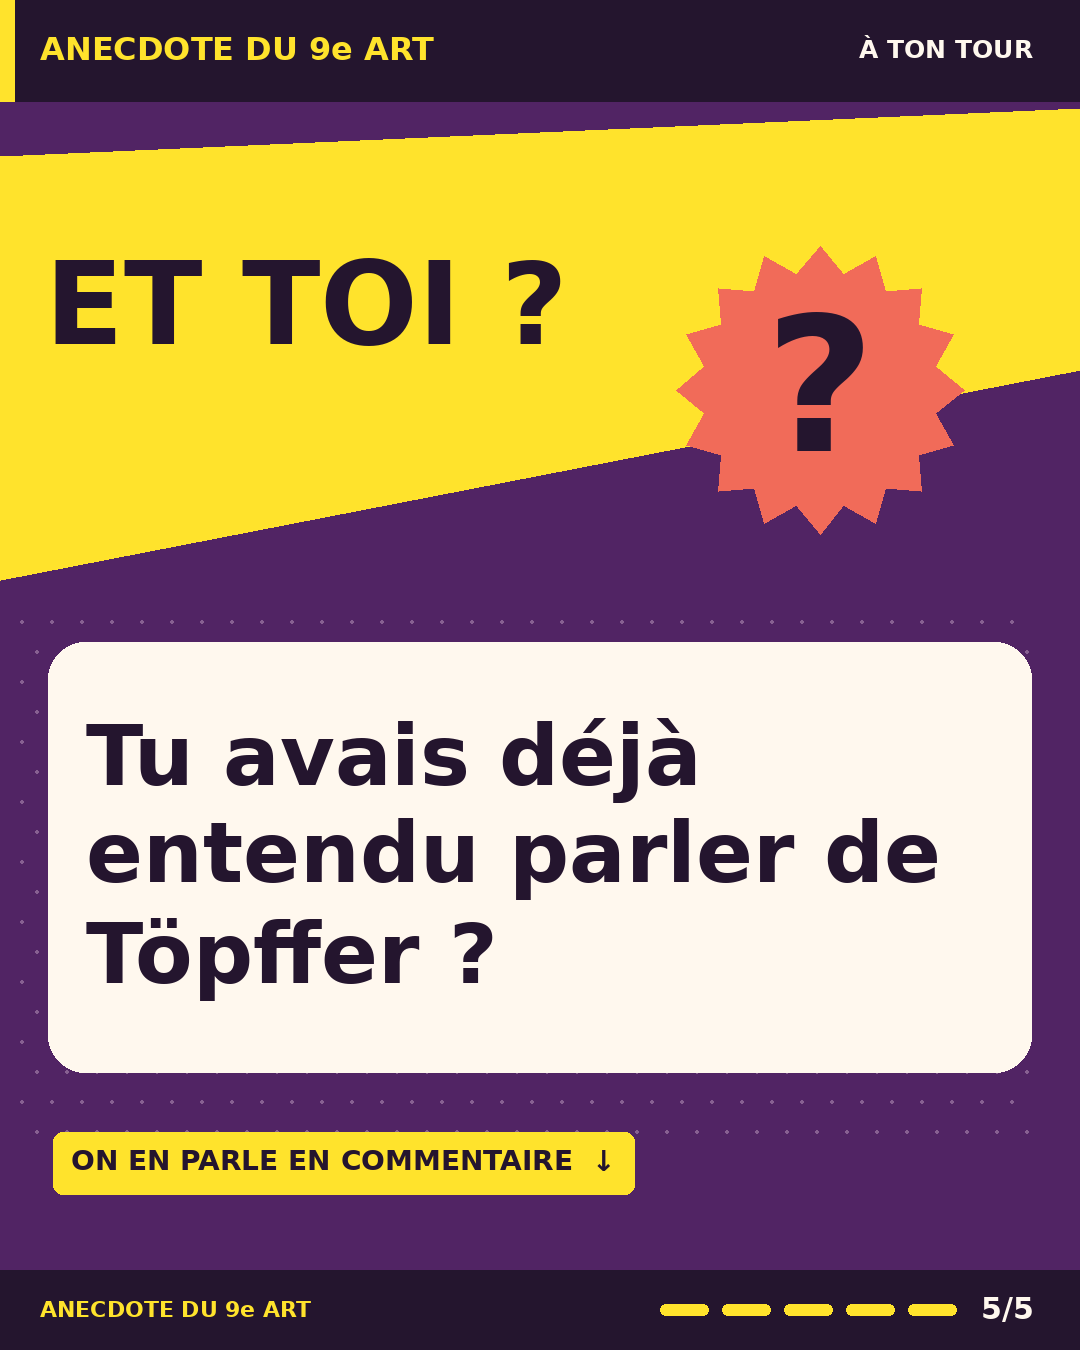 ANECDOTE DU 9e ART
À TON TOUR
ET TOI ?
?
Tu avais déjà
entendu parler de
Töpffer ?
ON EN PARLE EN COMMENTAIRE ↓
ANECDOTE DU 9e ART
5/5